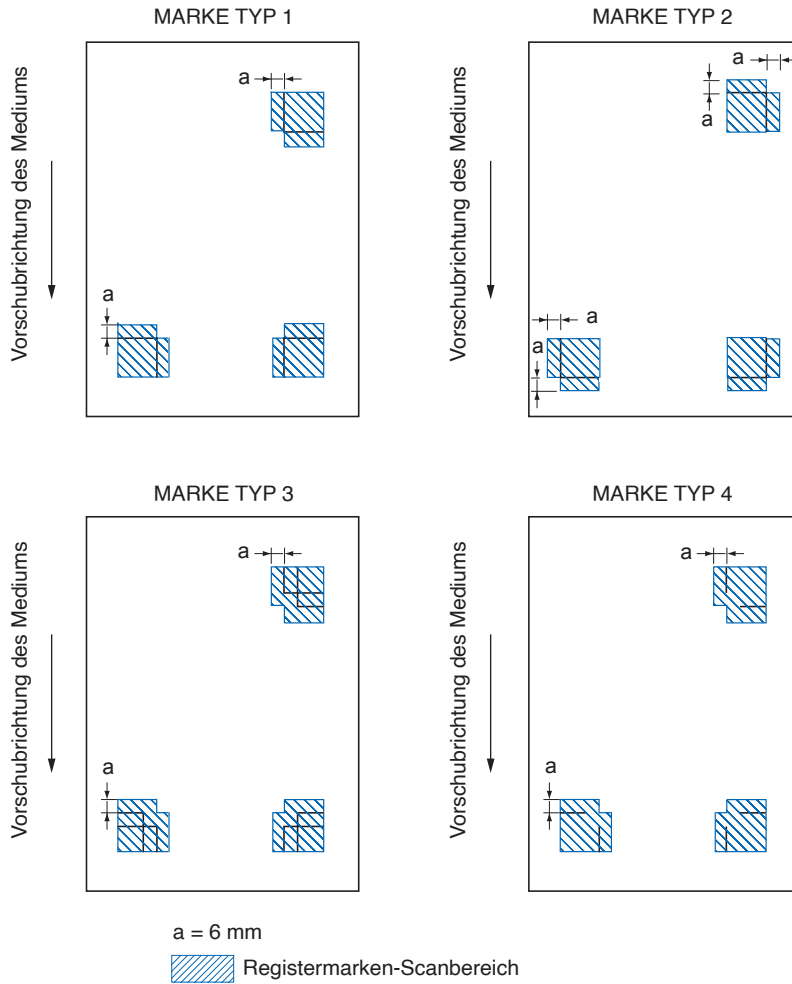 MARKE TYP 1
a
Vorschubrichtung des Mediums
a
MARKE TYP 2
a
a
Vorschubrichtung des Mediums
a
a
MARKE TYP 3
a
Vorschubrichtung des Mediums
a
MARKE TYP 4
a
Vorschubrichtung des Mediums
a
a = 6 mm
Registermarken-Scanbereich